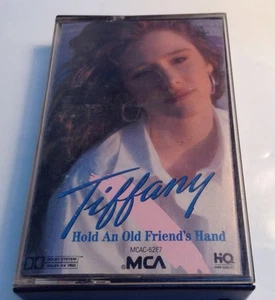 Tiffany
Hold An Old Friend's Hand
MCAC-6267
MCA
HQ